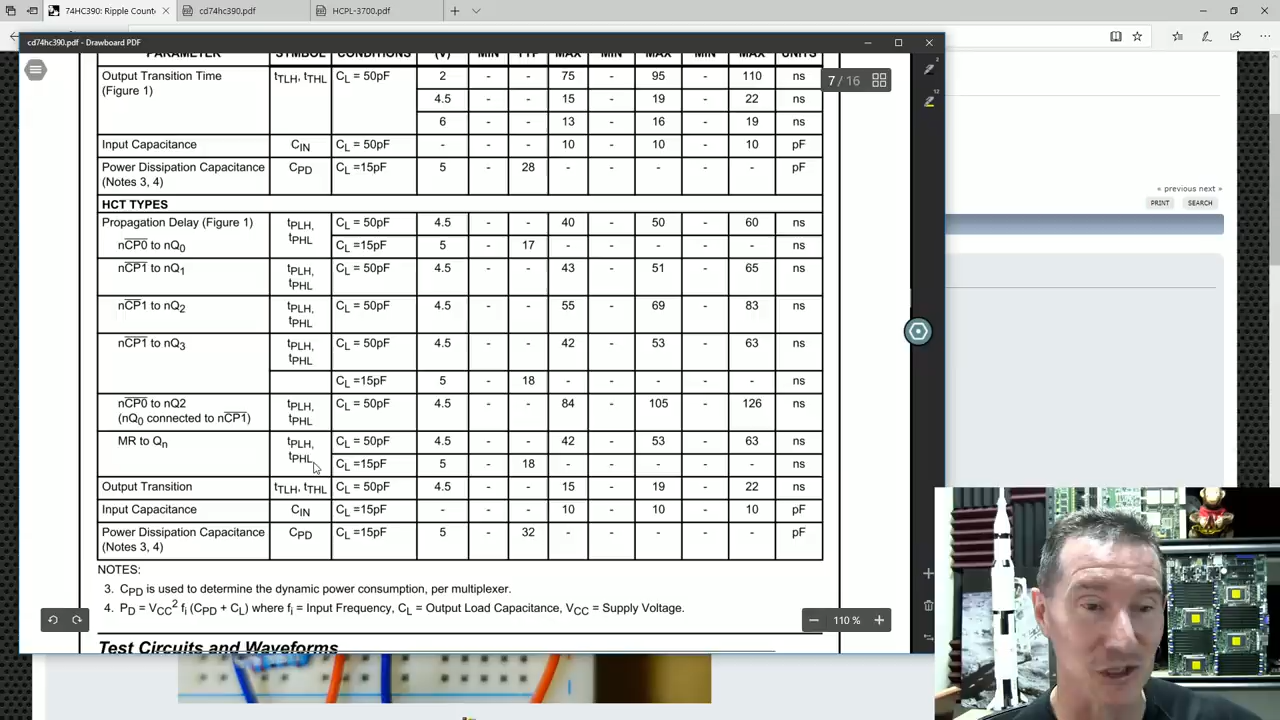 74HC390: Ripple Count
cd74hc390.pdf
HCPL-3700.pdf
cd74hc390.pdf - Drawboard PDF
PARAMETER SYMBOL CONDITIONS (V) MIN TYP MAX MIN MAX MIN MAX UNITS
7 / 16
Output Transition Time tTLH, tTHL CL = 50pF 2 - - 75 - 95 - 110 ns
(Figure 1) 4.5 - - 15 - 19 - 22 ns
6 - - 13 - 16 - 19 ns
Input Capacitance CIN CL = 50pF - - - 10 - 10 - 10 pF
Power Dissipation Capacitance CPD CL =15pF 5 - 28 - - - - - pF
(Notes 3, 4)
HCT TYPES
Propagation Delay (Figure 1) tPLH, CL = 50pF 4.5 - - 40 - 50 - 60 ns
nCP0 to nQ0 tPHL CL =15pF 5 - 17 - - - - - ns
nCP1 to nQ1 tPLH, CL = 50pF 4.5 - - 43 - 51 - 65 ns
tPHL
nCP1 to nQ2 tPLH, CL = 50pF 4.5 - - 55 - 69 - 83 ns
tPHL
nCP1 to nQ3 tPLH, CL = 50pF 4.5 - - 42 - 53 - 63 ns
tPHL
CL =15pF 5 - 18 - - - - - ns
nCP0 to nQ2 tPLH, CL = 50pF 4.5 - - 84 - 105 - 126 ns
(nQ0 connected to nCP1) tPHL
MR to Qn tPLH, CL = 50pF 4.5 - - 42 - 53 - 63 ns
tPHL CL =15pF 5 - 18 - - - - - ns
Output Transition tTLH, tTHL CL = 50pF 4.5 - - 15 - 19 - 22 ns
Input Capacitance CIN CL =15pF - - - 10 - 10 - 10 pF
Power Dissipation Capacitance CPD CL =15pF 5 - 32 - - - - - pF
(Notes 3, 4)
NOTES:
3. CPD is used to determine the dynamic power consumption, per multiplexer.
4. PD = VCC2 fi (CPD + CL) where fi = Input Frequency, CL = Output Load Capacitance, VCC = Supply Voltage.
110 %
Test Circuits and Waveforms
« previous next »
PRINT SEARCH